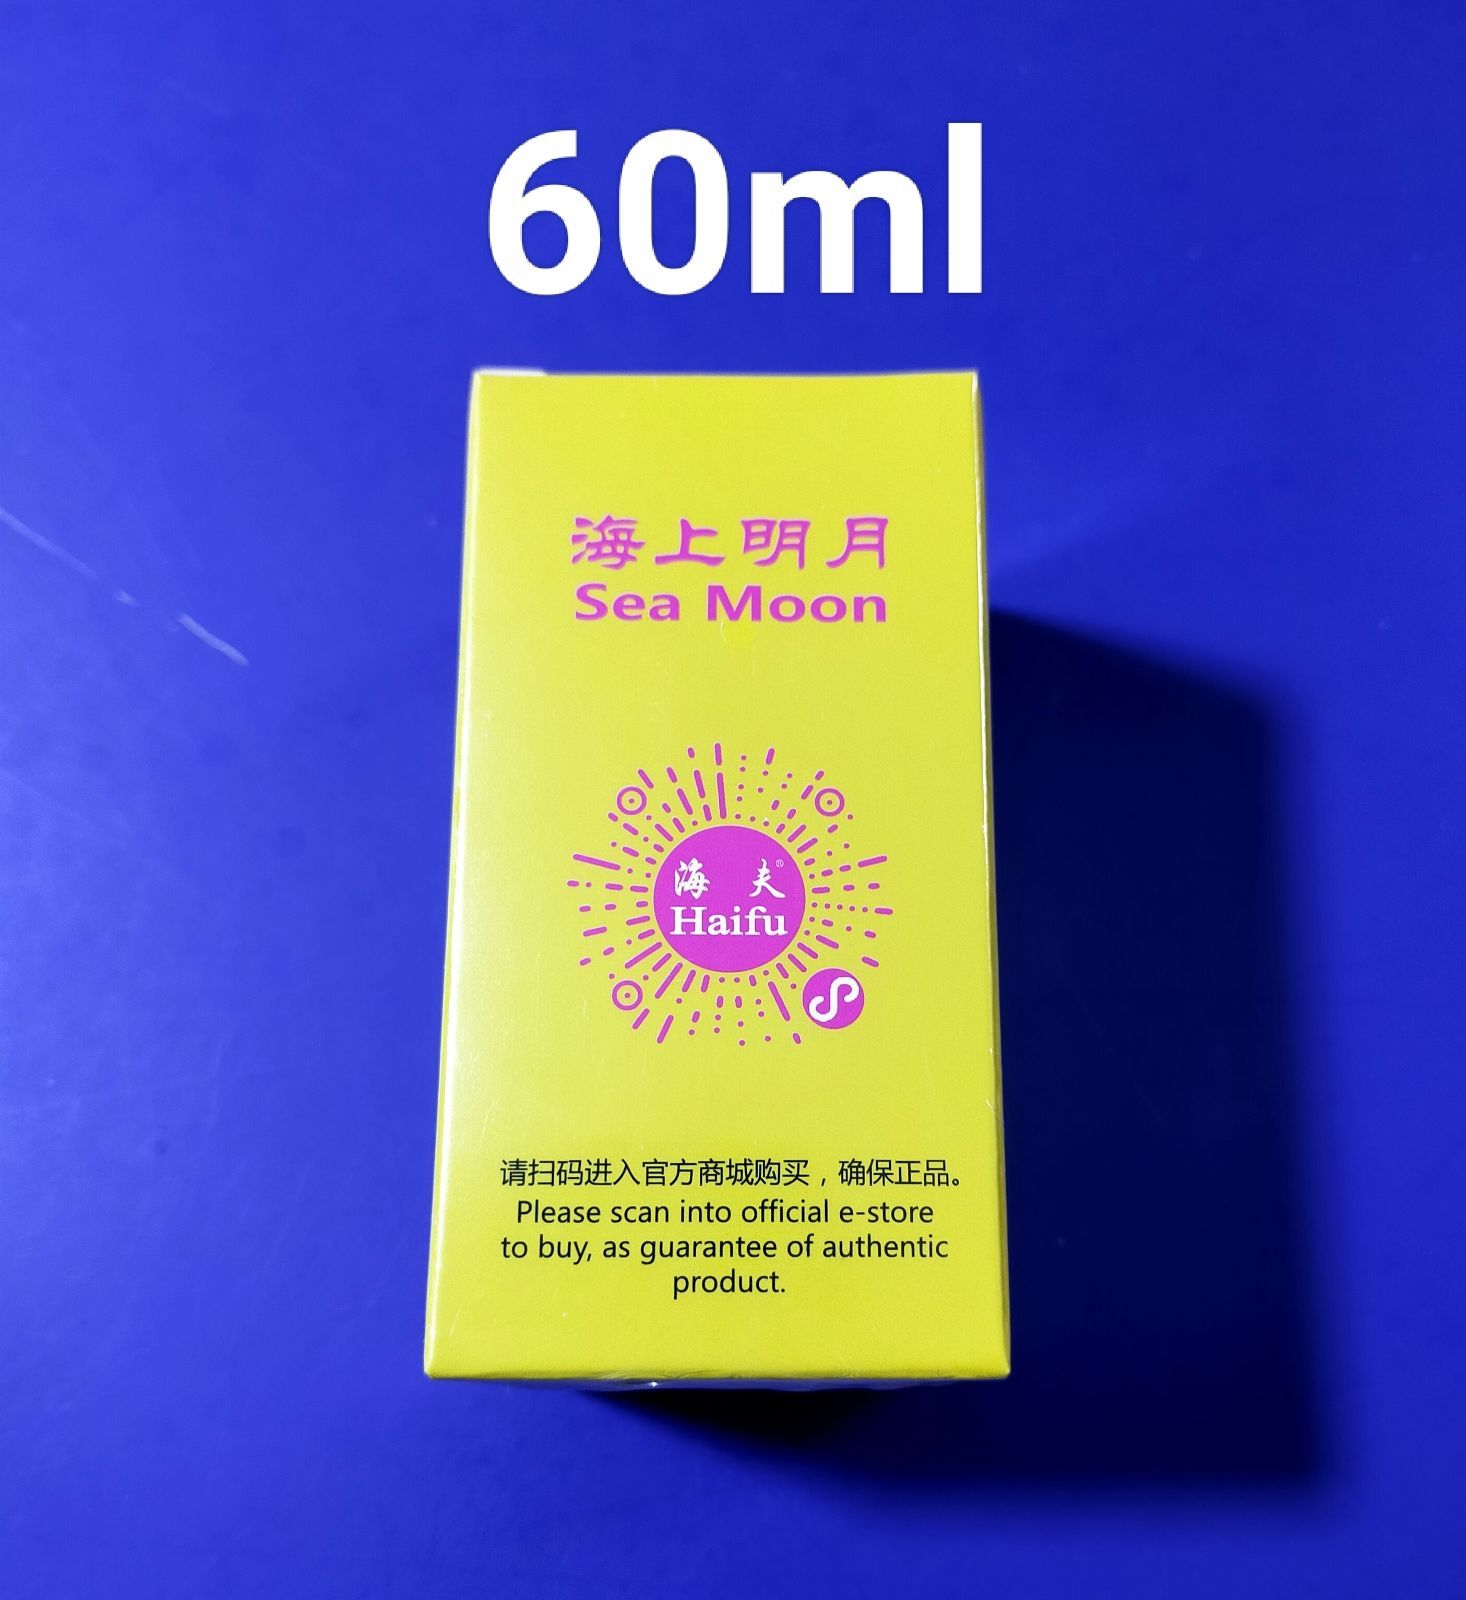 60ml
海上明月
Sea Moon
海夫®
Haifu
请扫码进入官方商城购买，确保正品。
Please scan into official e-store
to buy, as guarantee of authentic
product.